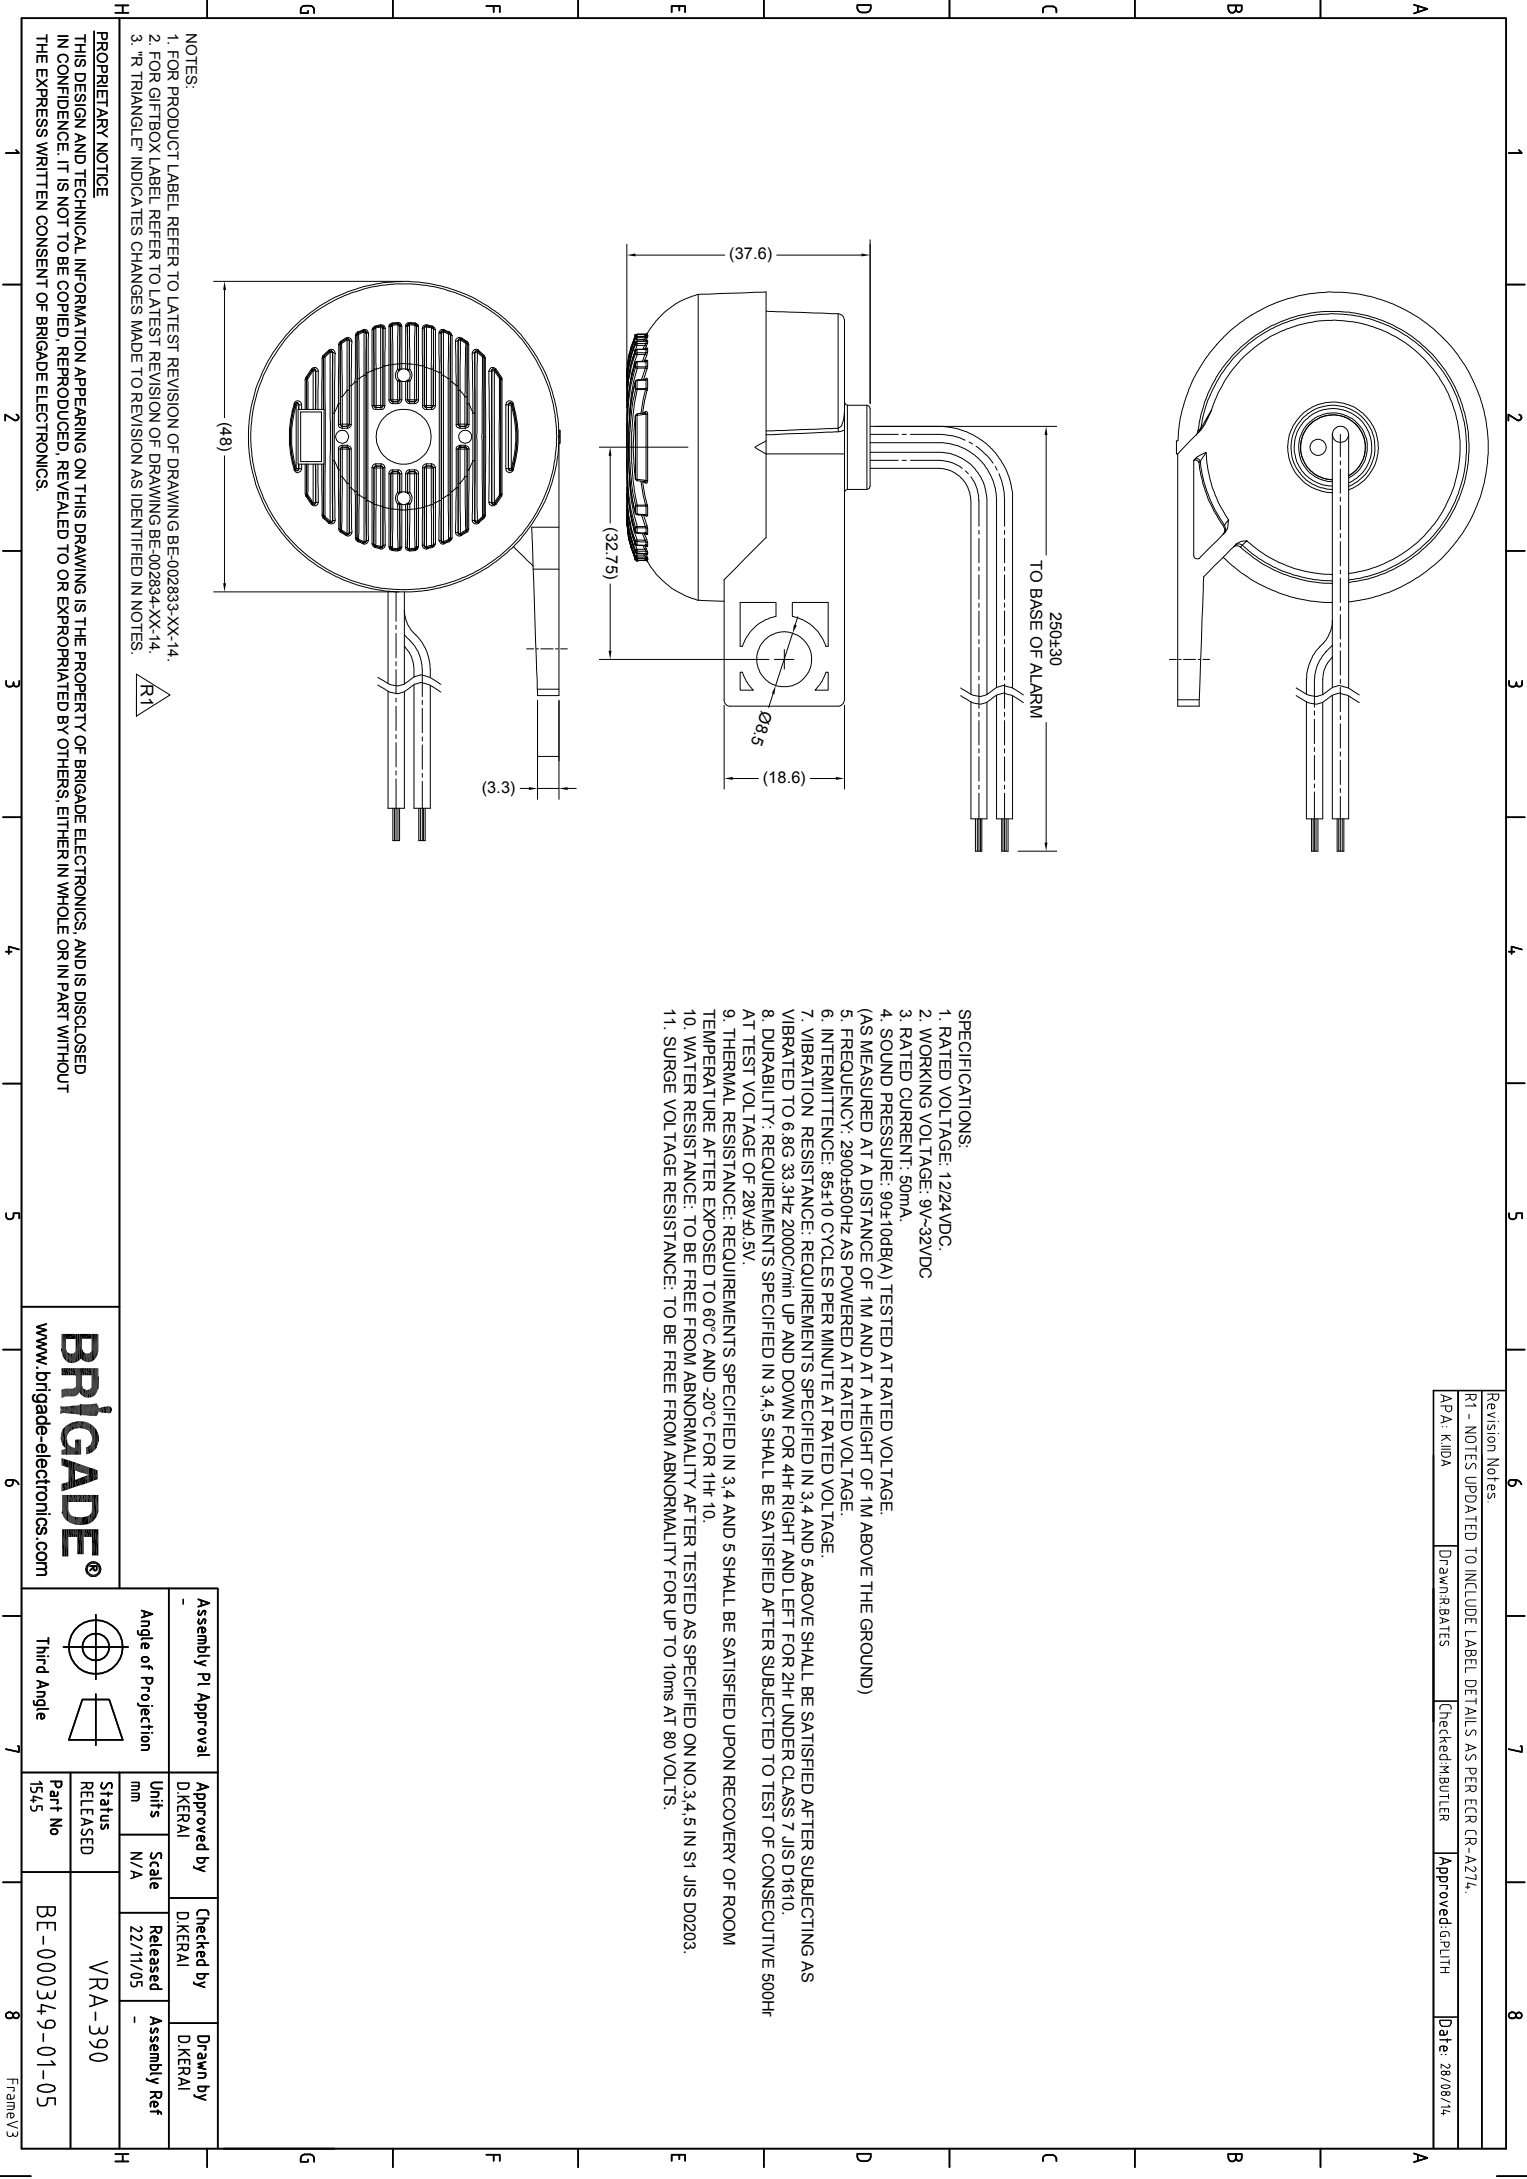 Revision Notes.
R1 - NOTES UPDATED TO INCLUDE LABEL DETAILS AS PER ECR CR-A274.
APA: K.IIDA
Drawn:R.BATES
Checked:M.BUTLER
Approved:G.PLITH
Date: 28/08/14
1
2
3
4
5
6
7
8
A
B
C
D
E
F
G
H
250±30
TO BASE OF ALARM
(37.6)
(32.75)
Ø8.5
(18.6)
(48)
(3.3)
SPECIFICATIONS:
1. RATED VOLTAGE: 12/24VDC.
2. WORKING VOLTAGE: 9V~32VDC
3. RATED CURRENT: 50mA.
4. SOUND PRESSURE: 90±10dB(A) TESTED AT RATED VOLTAGE.
(AS MEASURED AT A DISTANCE OF 1M AND AT A HEIGHT OF 1M ABOVE THE GROUND)
5. FREQUENCY: 2900±500Hz AS POWERED AT RATED VOLTAGE.
6. INTERMITTENCE: 85±10 CYCLES PER MINUTE AT RATED VOLTAGE.
7. VIBRATION RESISTANCE: REQUIREMENTS SPECIFIED IN 3,4 AND 5 ABOVE SHALL BE SATISFIED AFTER SUBJECTING AS
VIBRATED TO 6.8G 33.3Hz 2000C/min UP AND DOWN FOR 4Hr RIGHT AND LEFT FOR 2Hr UNDER CLASS 7 JIS D1610.
8. DURABILITY: REQUIREMENTS SPECIFIED IN 3,4,5 SHALL BE SATISFIED AFTER SUBJECTED TO TEST OF CONSECUTIVE 500Hr
AT TEST VOLTAGE OF 28V±0.5V.
9. THERMAL RESISTANCE: REQUIREMENTS SPECIFIED IN 3,4 AND 5 SHALL BE SATISFIED UPON RECOVERY OF ROOM
TEMPERATURE AFTER EXPOSED TO 60°C AND -20°C FOR 1Hr 10.
10. WATER RESISTANCE: TO BE FREE FROM ABNORMALITY AFTER TESTED AS SPECIFIED ON NO.3,4,5 IN S1 JIS D0203.
11. SURGE VOLTAGE RESISTANCE: TO BE FREE FROM ABNORMALITY FOR UP TO 10ms AT 80 VOLTS.
NOTES:
1. FOR PRODUCT LABEL REFER TO LATEST REVISION OF DRAWING BE-002833-XX-14.
2. FOR GIFTBOX LABEL REFER TO LATEST REVISION OF DRAWING BE-002834-XX-14.
3. "R TRIANGLE" INDICATES CHANGES MADE TO REVISION AS IDENTIFIED IN NOTES.
R1
PROPRIETARY NOTICE
THIS DESIGN AND TECHNICAL INFORMATION APPEARING ON THIS DRAWING IS THE PROPERTY OF BRIGADE ELECTRONICS, AND IS DISCLOSED
IN CONFIDENCE. IT IS NOT TO BE COPIED, REPRODUCED, REVEALED TO OR EXPROPRIATED BY OTHERS, EITHER IN WHOLE OR IN PART WITHOUT
THE EXPRESS WRITTEN CONSENT OF BRIGADE ELECTRONICS.
BRIGADE®
www.brigade-electronics.com
Assembly PI Approval
-
Angle of Projection
Third Angle
Approved by
D.KERAI
Checked by
D.KERAI
Drawn by
D.KERAI
Units
mm
Scale
N/A
Released
22/11/05
Assembly Ref
-
Status
RELEASED
VRA-390
Part No
1545
BE-000349-01-05
FrameV3
1
2
3
4
5
6
7
8
A
B
C
D
E
F
G
H